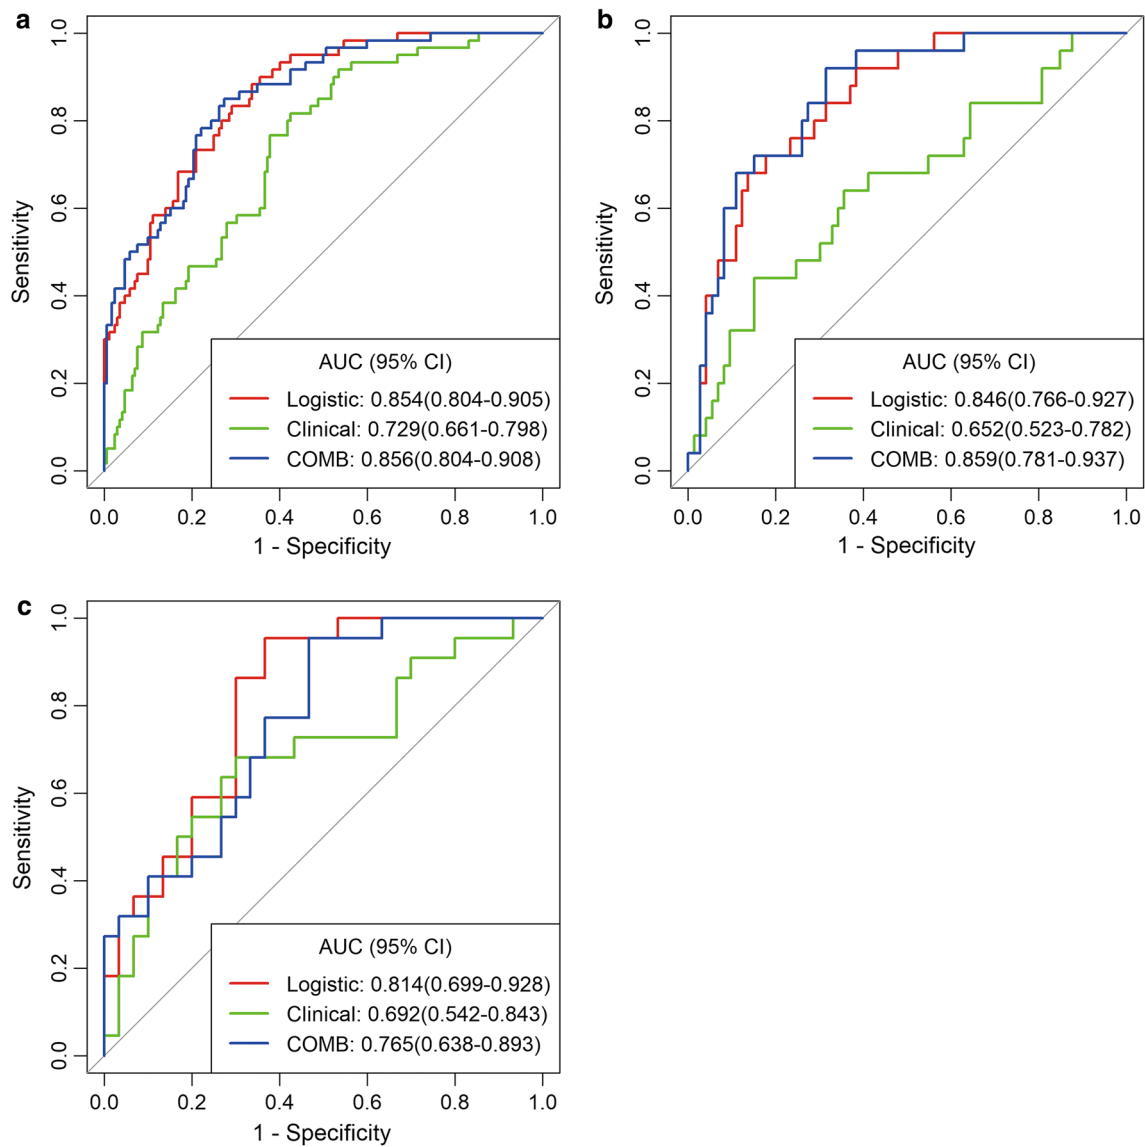 a
Sensitivity
0.0 0.2 0.4 0.6 0.8 1.0
AUC (95% CI)
Logistic: 0.854(0.804-0.905)
Clinical: 0.729(0.661-0.798)
COMB: 0.856(0.804-0.908)
0.0 0.2 0.4 0.6 0.8 1.0
1 - Specificity
b
Sensitivity
0.0 0.2 0.4 0.6 0.8 1.0
AUC (95% CI)
Logistic: 0.846(0.766-0.927)
Clinical: 0.652(0.523-0.782)
COMB: 0.859(0.781-0.937)
0.0 0.2 0.4 0.6 0.8 1.0
1 - Specificity
c
Sensitivity
0.0 0.2 0.4 0.6 0.8 1.0
AUC (95% CI)
Logistic: 0.814(0.699-0.928)
Clinical: 0.692(0.542-0.843)
COMB: 0.765(0.638-0.893)
0.0 0.2 0.4 0.6 0.8 1.0
1 - Specificity